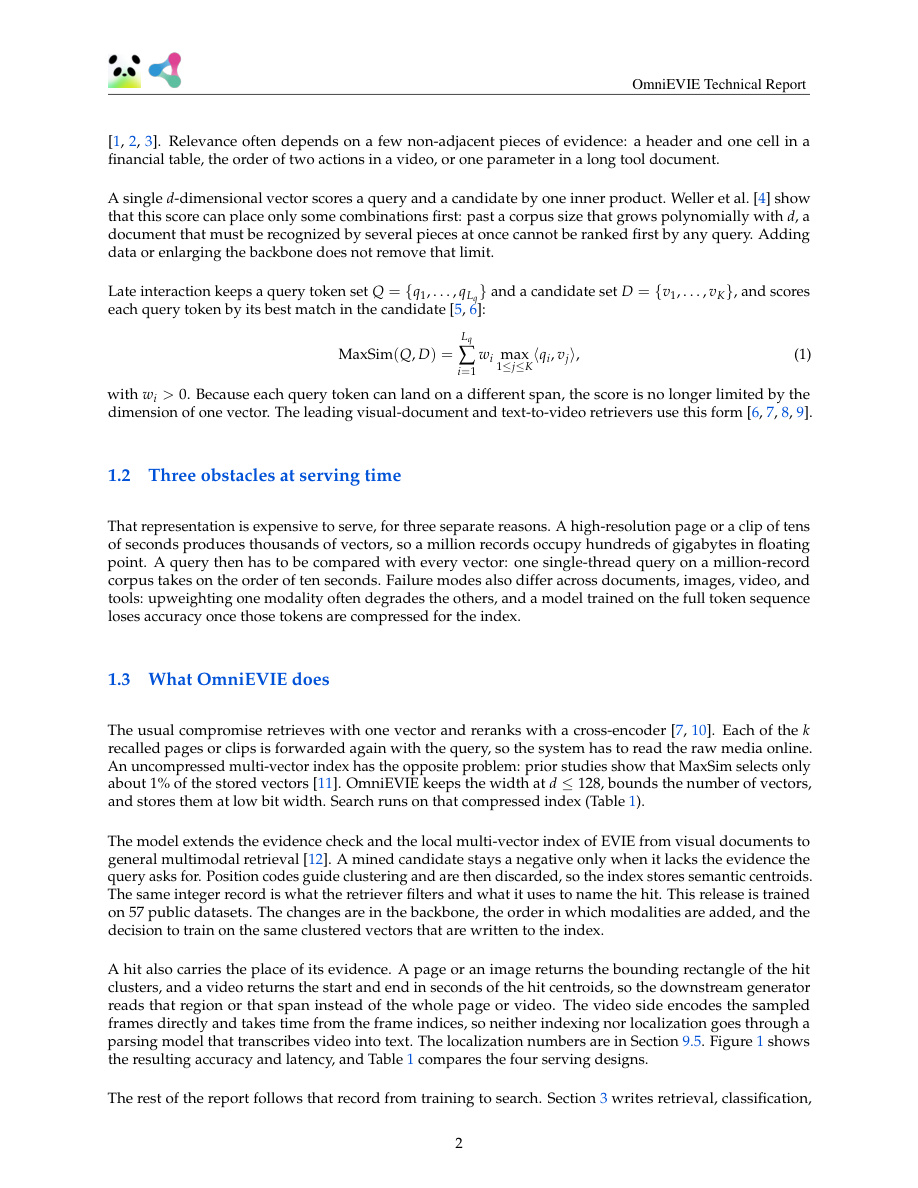 OmniEVIE Technical Report
[1, 2, 3]. Relevance often depends on a few non-adjacent pieces of evidence: a header and one cell in a
financial table, the order of two actions in a video, or one parameter in a long tool document.
A single d-dimensional vector scores a query and a candidate by one inner product. Weller et al. [4] show
that this score can place only some combinations first: past a corpus size that grows polynomially with d, a
document that must be recognized by several pieces at once cannot be ranked first by any query. Adding
data or enlarging the backbone does not remove that limit.
Late interaction keeps a query token set Q = {q₁, . . . , q_{L_q}} and a candidate set D = {v₁, . . . , v_K}, and scores
each query token by its best match in the candidate [5, 6]:
MaxSim(Q, D) = ∑_{i=1}^{L_q} w_i max_{1≤j≤K} ⟨q_i, v_j⟩, (1)
with w_i > 0. Because each query token can land on a different span, the score is no longer limited by the
dimension of one vector. The leading visual-document and text-to-video retrievers use this form [6, 7, 8, 9].
1.2 Three obstacles at serving time
That representation is expensive to serve, for three separate reasons. A high-resolution page or a clip of tens
of seconds produces thousands of vectors, so a million records occupy hundreds of gigabytes in floating
point. A query then has to be compared with every vector: one single-thread query on a million-record
corpus takes on the order of ten seconds. Failure modes also differ across documents, images, video, and
tools: upweighting one modality often degrades the others, and a model trained on the full token sequence
loses accuracy once those tokens are compressed for the index.
1.3 What OmniEVIE does
The usual compromise retrieves with one vector and reranks with a cross-encoder [7, 10]. Each of the k
recalled pages or clips is forwarded again with the query, so the system has to read the raw media online.
An uncompressed multi-vector index has the opposite problem: prior studies show that MaxSim selects only
about 1% of the stored vectors [11]. OmniEVIE keeps the width at d ≤ 128, bounds the number of vectors,
and stores them at low bit width. Search runs on that compressed index (Table 1).
The model extends the evidence check and the local multi-vector index of EVIE from visual documents to
general multimodal retrieval [12]. A mined candidate stays a negative only when it lacks the evidence the
query asks for. Position codes guide clustering and are then discarded, so the index stores semantic centroids.
The same integer record is what the retriever filters and what it uses to name the hit. This release is trained
on 57 public datasets. The changes are in the backbone, the order in which modalities are added, and the
decision to train on the same clustered vectors that are written to the index.
A hit also carries the place of its evidence. A page or an image returns the bounding rectangle of the hit
clusters, and a video returns the start and end in seconds of the hit centroids, so the downstream generator
reads that region or that span instead of the whole page or video. The video side encodes the sampled
frames directly and takes time from the frame indices, so neither indexing nor localization goes through a
parsing model that transcribes video into text. The localization numbers are in Section 9.5. Figure 1 shows
the resulting accuracy and latency, and Table 1 compares the four serving designs.
The rest of the report follows that record from training to search. Section 3 writes retrieval, classification,
2